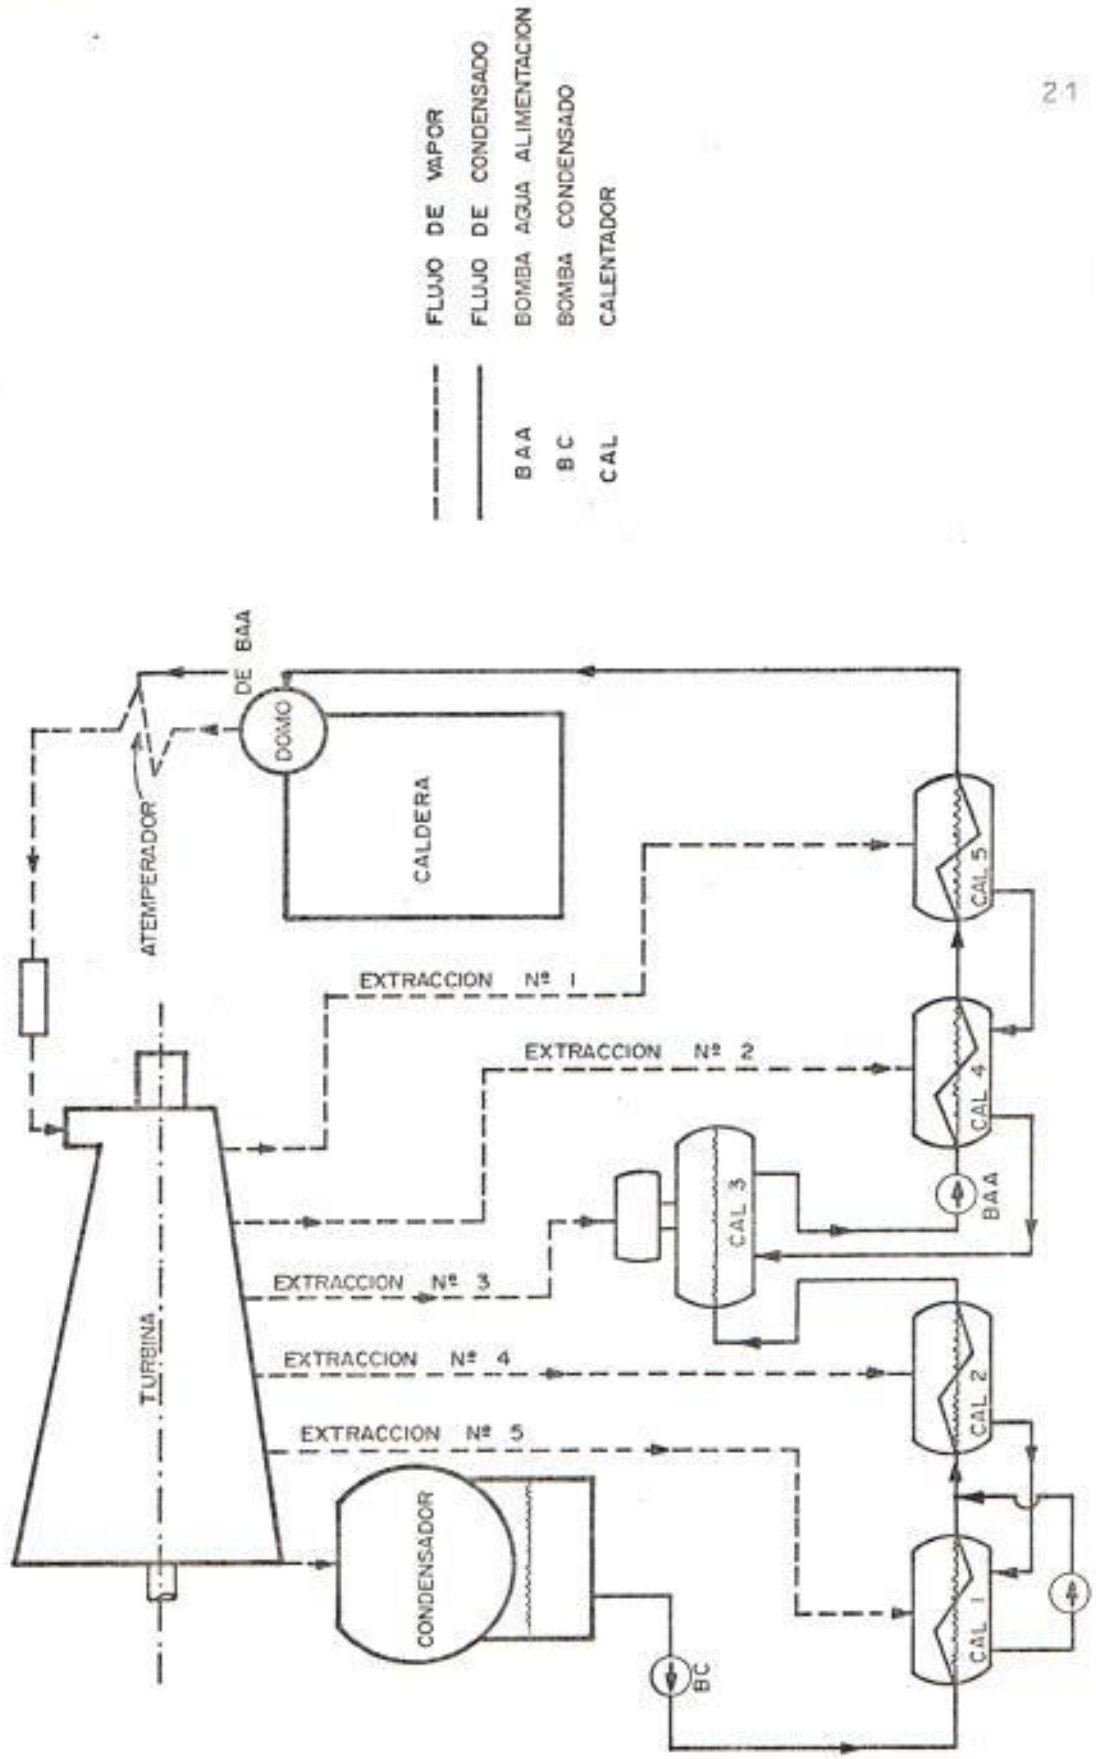 21
FLUJO DE VAPOR
FLUJO DE CONDENSADO
BAA BOMBA AGUA ALIMENTACION
BC BOMBA CONDENSADO
CAL CALENTADOR
DE BAA
ATEMPERADOR
DOMO
CALDERA
TURBINA
EXTRACCION Nº 1
EXTRACCION Nº 2
EXTRACCION Nº 3
EXTRACCION Nº 4
EXTRACCION Nº 5
CONDENSADOR
BC
CAL 1
CAL 2
CAL 3
BAA
CAL 4
CAL 5